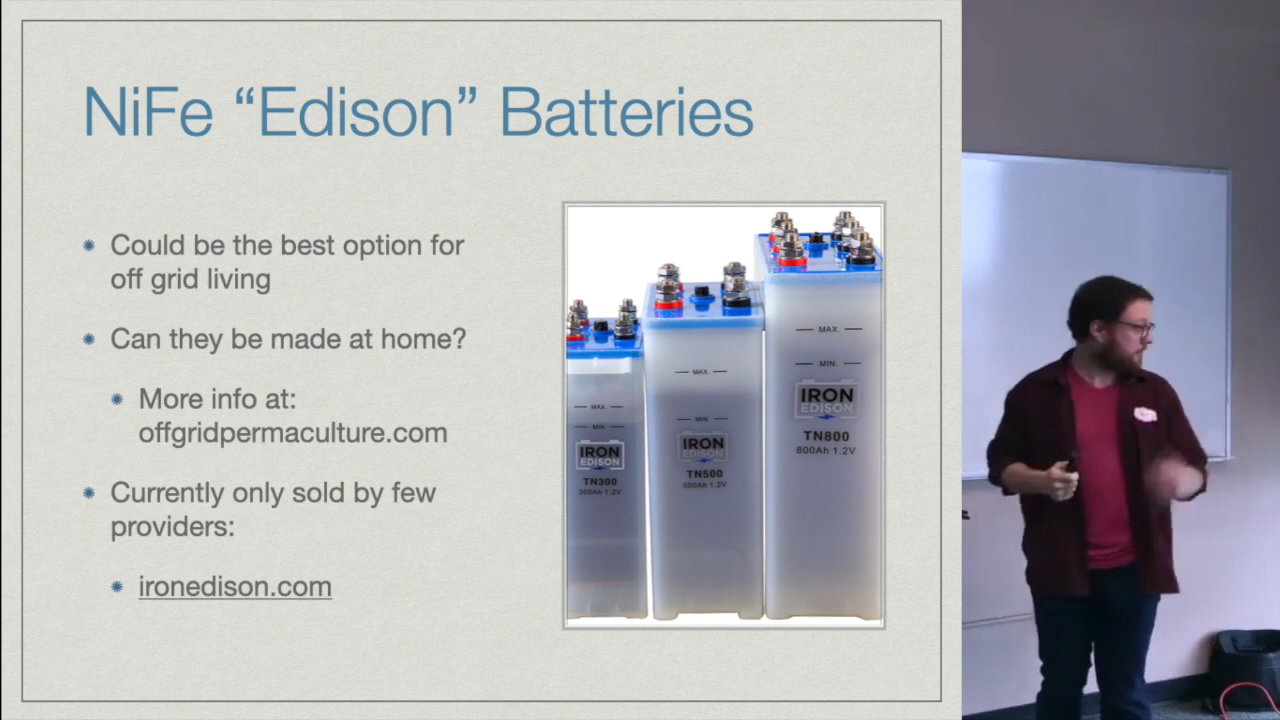 NiFe “Edison” Batteries
Could be the best option for
off grid living
Can they be made at home?
More info at:
offgridpermaculture.com
Currently only sold by few
providers:
ironedison.com
MAX.
MIN.
IRON
EDISON
TN300
300Ah 1.2V
MAX.
MIN.
IRON
EDISON
TN500
500Ah 1.2V
MAX.
MIN.
IRON
EDISON
TN800
800Ah 1.2V